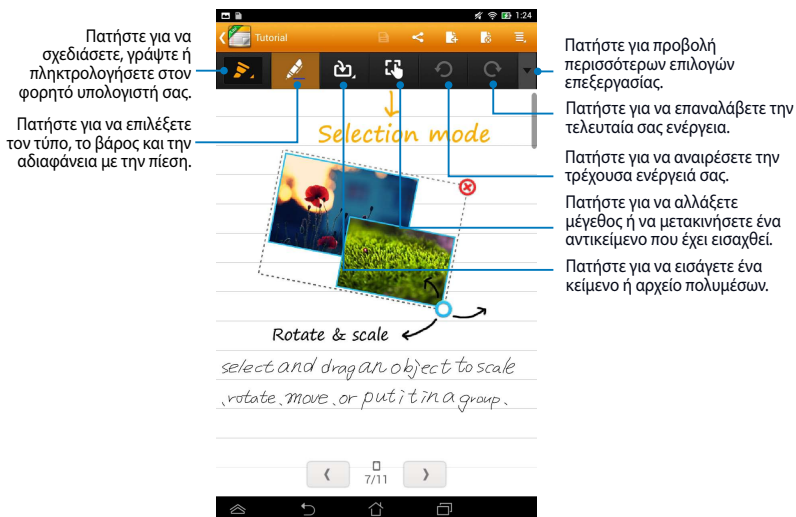 Πατήστε για να
σχεδιάσετε, γράψτε ή
πληκτρολογήσετε στον
φορητό υπολογιστή σας.
Πατήστε για να επιλέξετε
τον τύπο, το βάρος και την
αδιαφάνεια με την πίεση.
1:24
Tutorial
Selection mode
Rotate & scale
select and drag an object to scale
, rotate, move, or put it in a group.
7/11
Πατήστε για προβολή
περισσότερων επιλογών
επεξεργασίας.
Πατήστε για να επαναλάβετε την
τελευταία σας ενέργεια.
Πατήστε για να αναιρέσετε την
τρέχουσα ενέργειά σας.
Πατήστε για να αλλάξετε
μέγεθος ή να μετακινήσετε ένα
αντικείμενο που έχει εισαχθεί.
Πατήστε για να εισάγετε ένα
κείμενο ή αρχείο πολυμέσων.